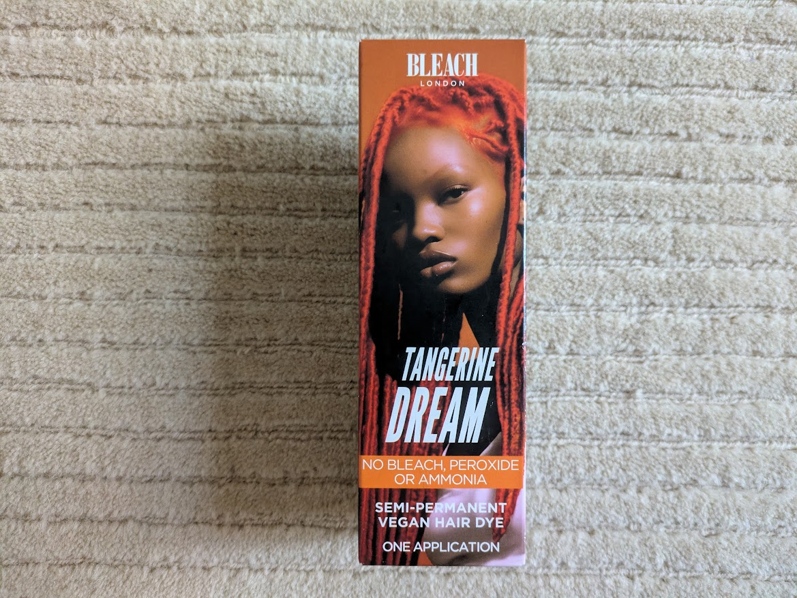 BLEACH
LONDON
TANGERINE
DREAM
NO BLEACH, PEROXIDE
OR AMMONIA
SEMI-PERMANENT
VEGAN HAIR DYE
ONE APPLICATION